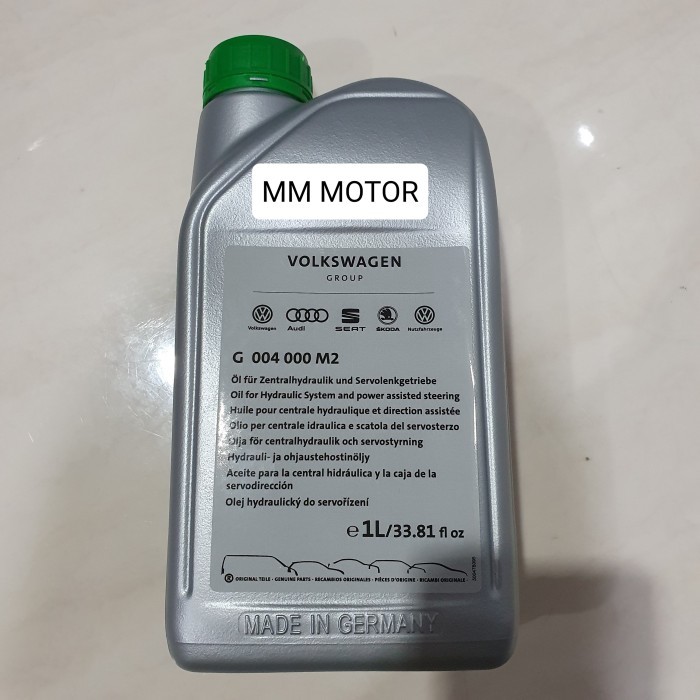 MM MOTOR
VOLKSWAGEN
GROUP
Volkswagen Audi SEAT ŠKODA Nutzfahrzeuge
G 004 000 M2
Öl für Zentralhydraulik und Servolenkgetriebe
Oil for Hydraulic System and power assisted steering
Huile pour centrale hydraulique et direction assistée
Olio per centrale idraulica e scatola del servosterzo
Olja för centralhydraulik och servostyrning
Hydrauli- ja ohjaustehostinöljy
Aceite para la central hidráulica y la caja de la
servodirección
Olej hydraulický do servořízení
e 1L/33.81 fl oz
® ORIGINAL TEILE · GENUINE PARTS · RECAMBIOS ORIGINALES · PIÈCES D'ORIGINE · RICAMBI ORIGINALE
MADE IN GERMANY